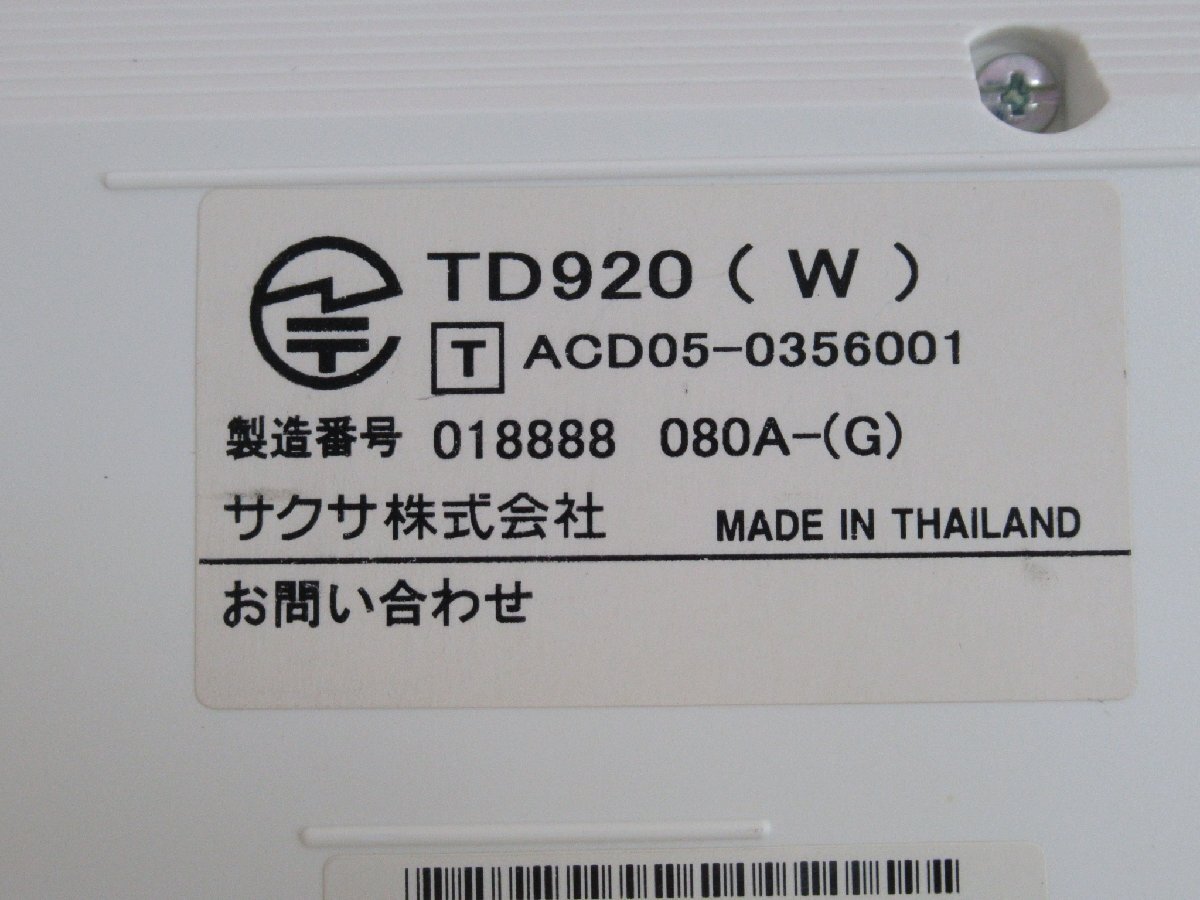 TD920 ( W )
T ACD05-0356001
製造番号 018888 080A-(G)
サクサ株式会社 MADE IN THAILAND
お問い合わせ